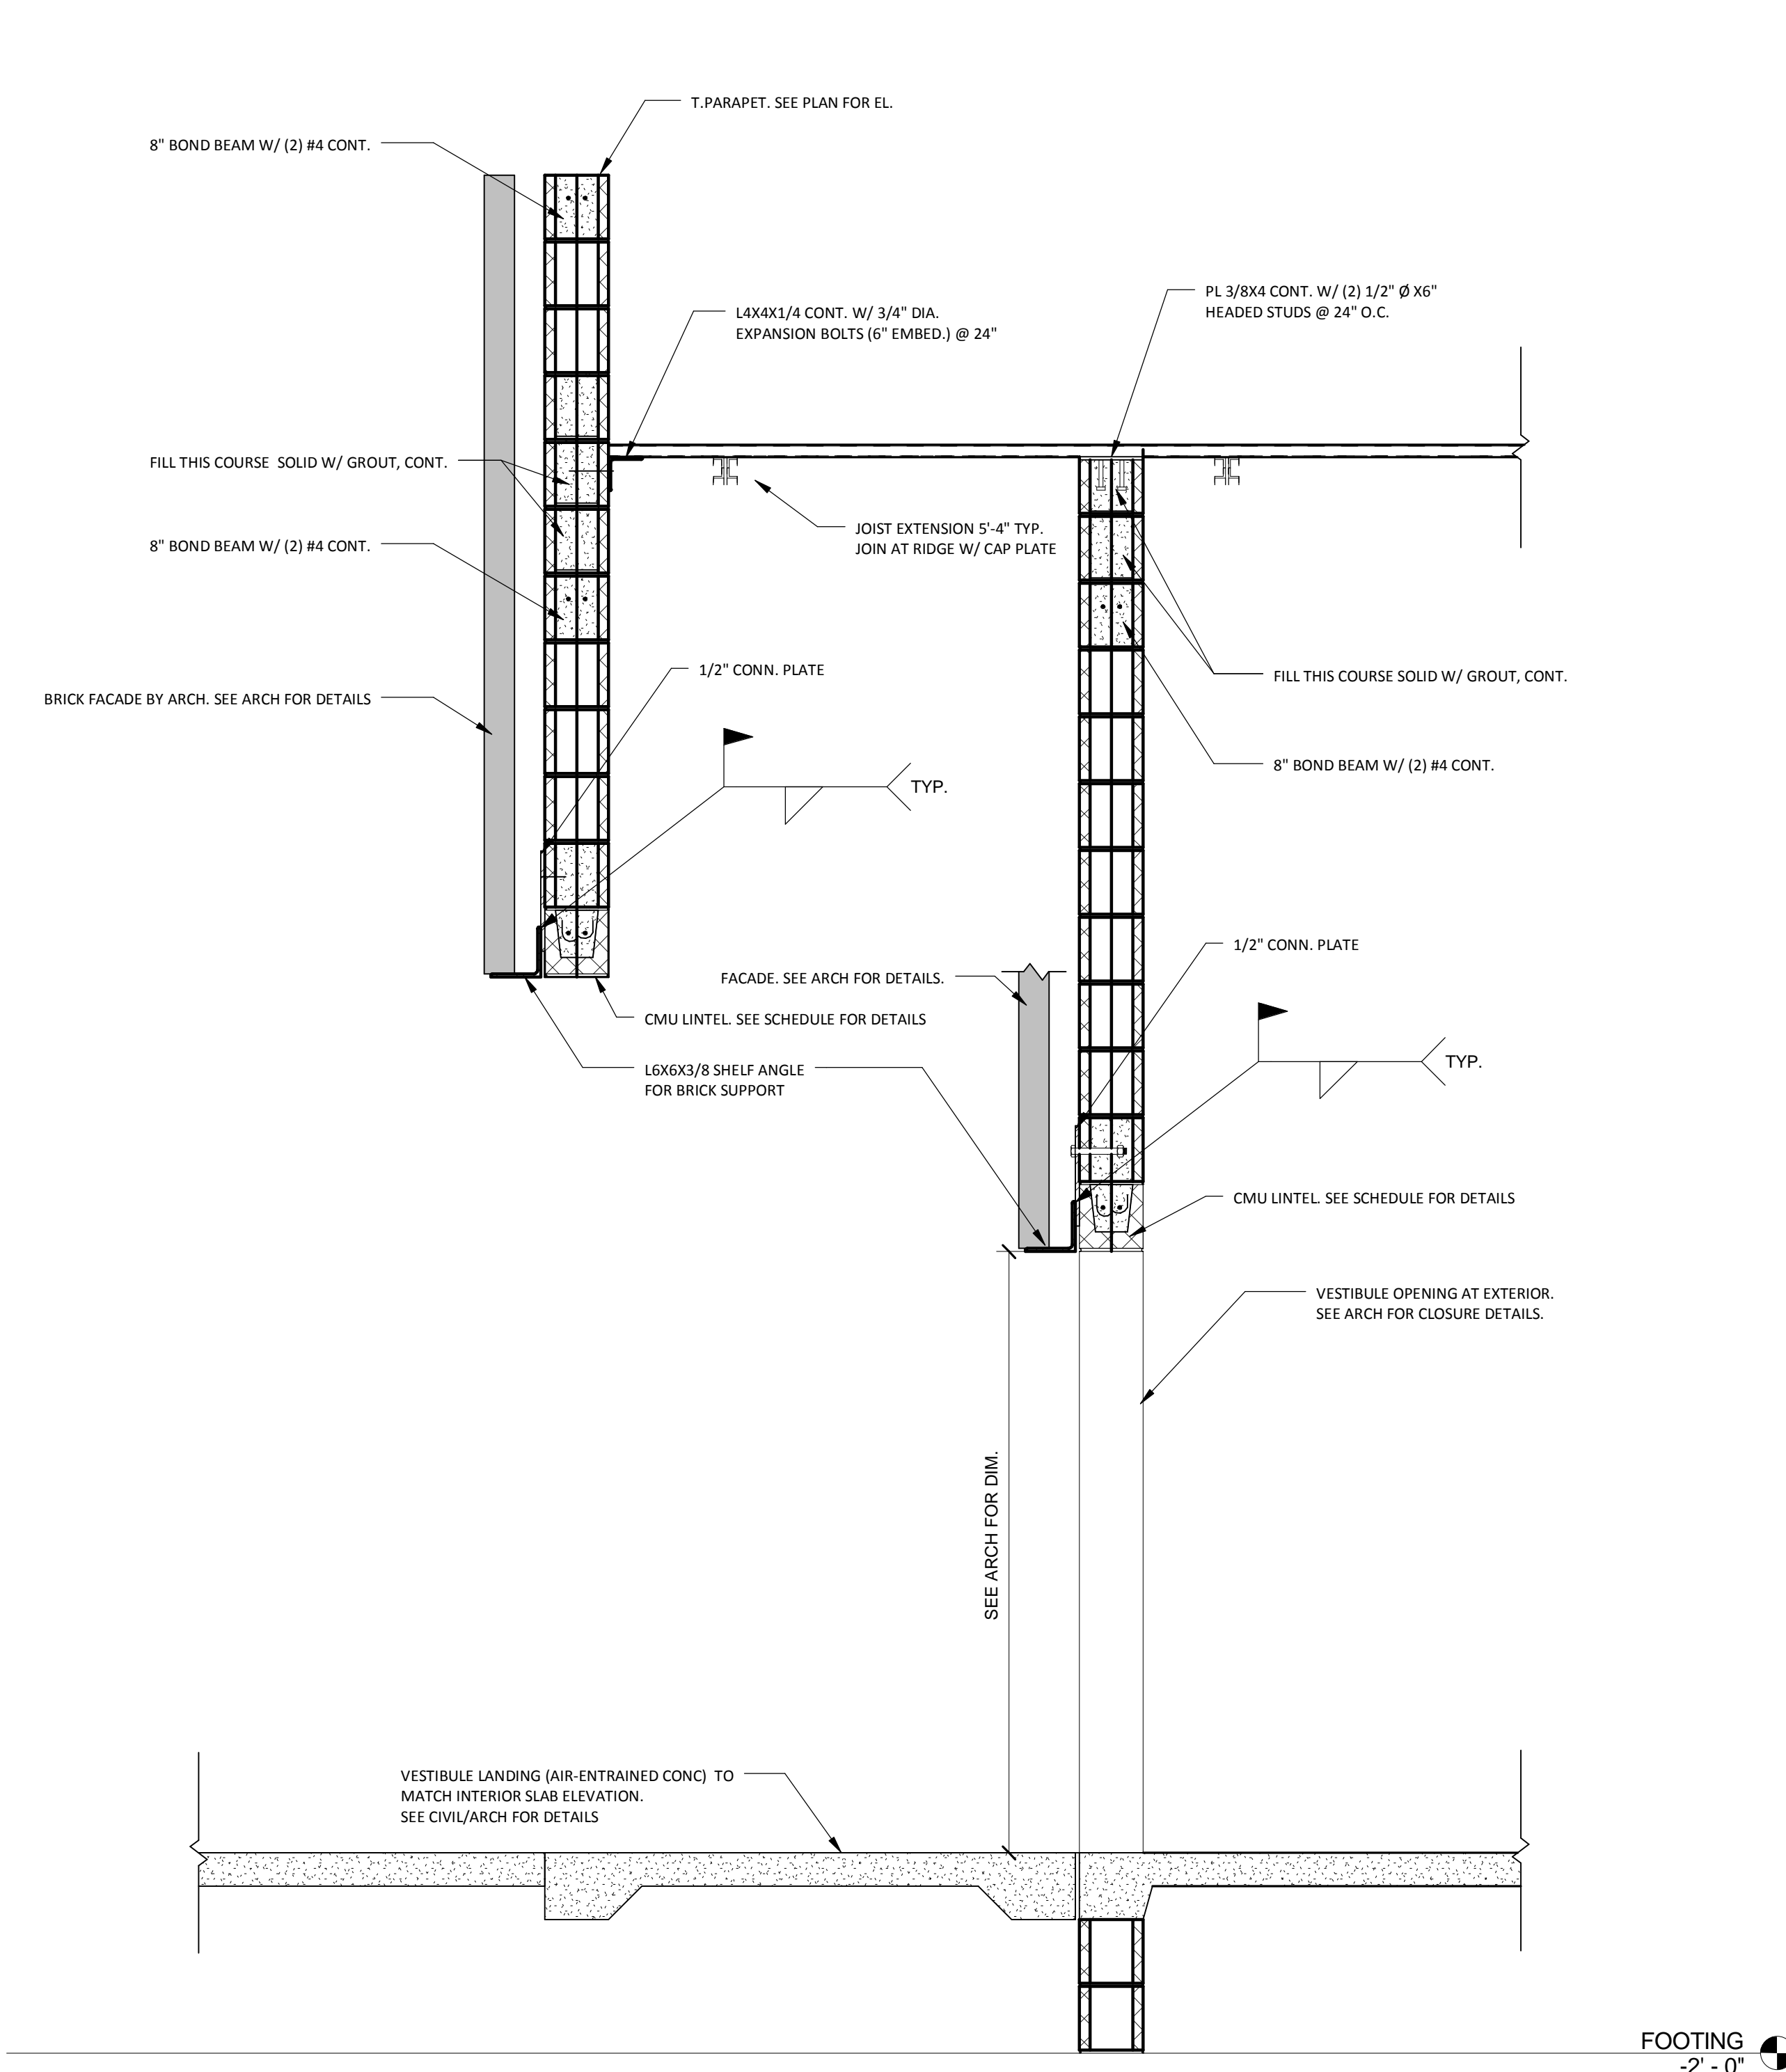 T.PARAPET. SEE PLAN FOR EL.
8" BOND BEAM W/ (2) #4 CONT.
PL 3/8X4 CONT. W/ (2) 1/2" Ø X6"
HEADED STUDS @ 24" O.C.
L4X4X1/4 CONT. W/ 3/4" DIA.
EXPANSION BOLTS (6" EMBED.) @ 24"
FILL THIS COURSE SOLID W/ GROUT, CONT.
JOIST EXTENSION 5'-4" TYP.
JOIN AT RIDGE W/ CAP PLATE
8" BOND BEAM W/ (2) #4 CONT.
1/2" CONN. PLATE
FILL THIS COURSE SOLID W/ GROUT, CONT.
BRICK FACADE BY ARCH. SEE ARCH FOR DETAILS
8" BOND BEAM W/ (2) #4 CONT.
TYP.
1/2" CONN. PLATE
FACADE. SEE ARCH FOR DETAILS.
CMU LINTEL. SEE SCHEDULE FOR DETAILS
L6X6X3/8 SHELF ANGLE
FOR BRICK SUPPORT
TYP.
CMU LINTEL. SEE SCHEDULE FOR DETAILS
VESTIBULE OPENING AT EXTERIOR.
SEE ARCH FOR CLOSURE DETAILS.
SEE ARCH FOR DIM.
VESTIBULE LANDING (AIR-ENTRAINED CONC) TO
MATCH INTERIOR SLAB ELEVATION.
SEE CIVIL/ARCH FOR DETAILS
FOOTING
-2' - 0"